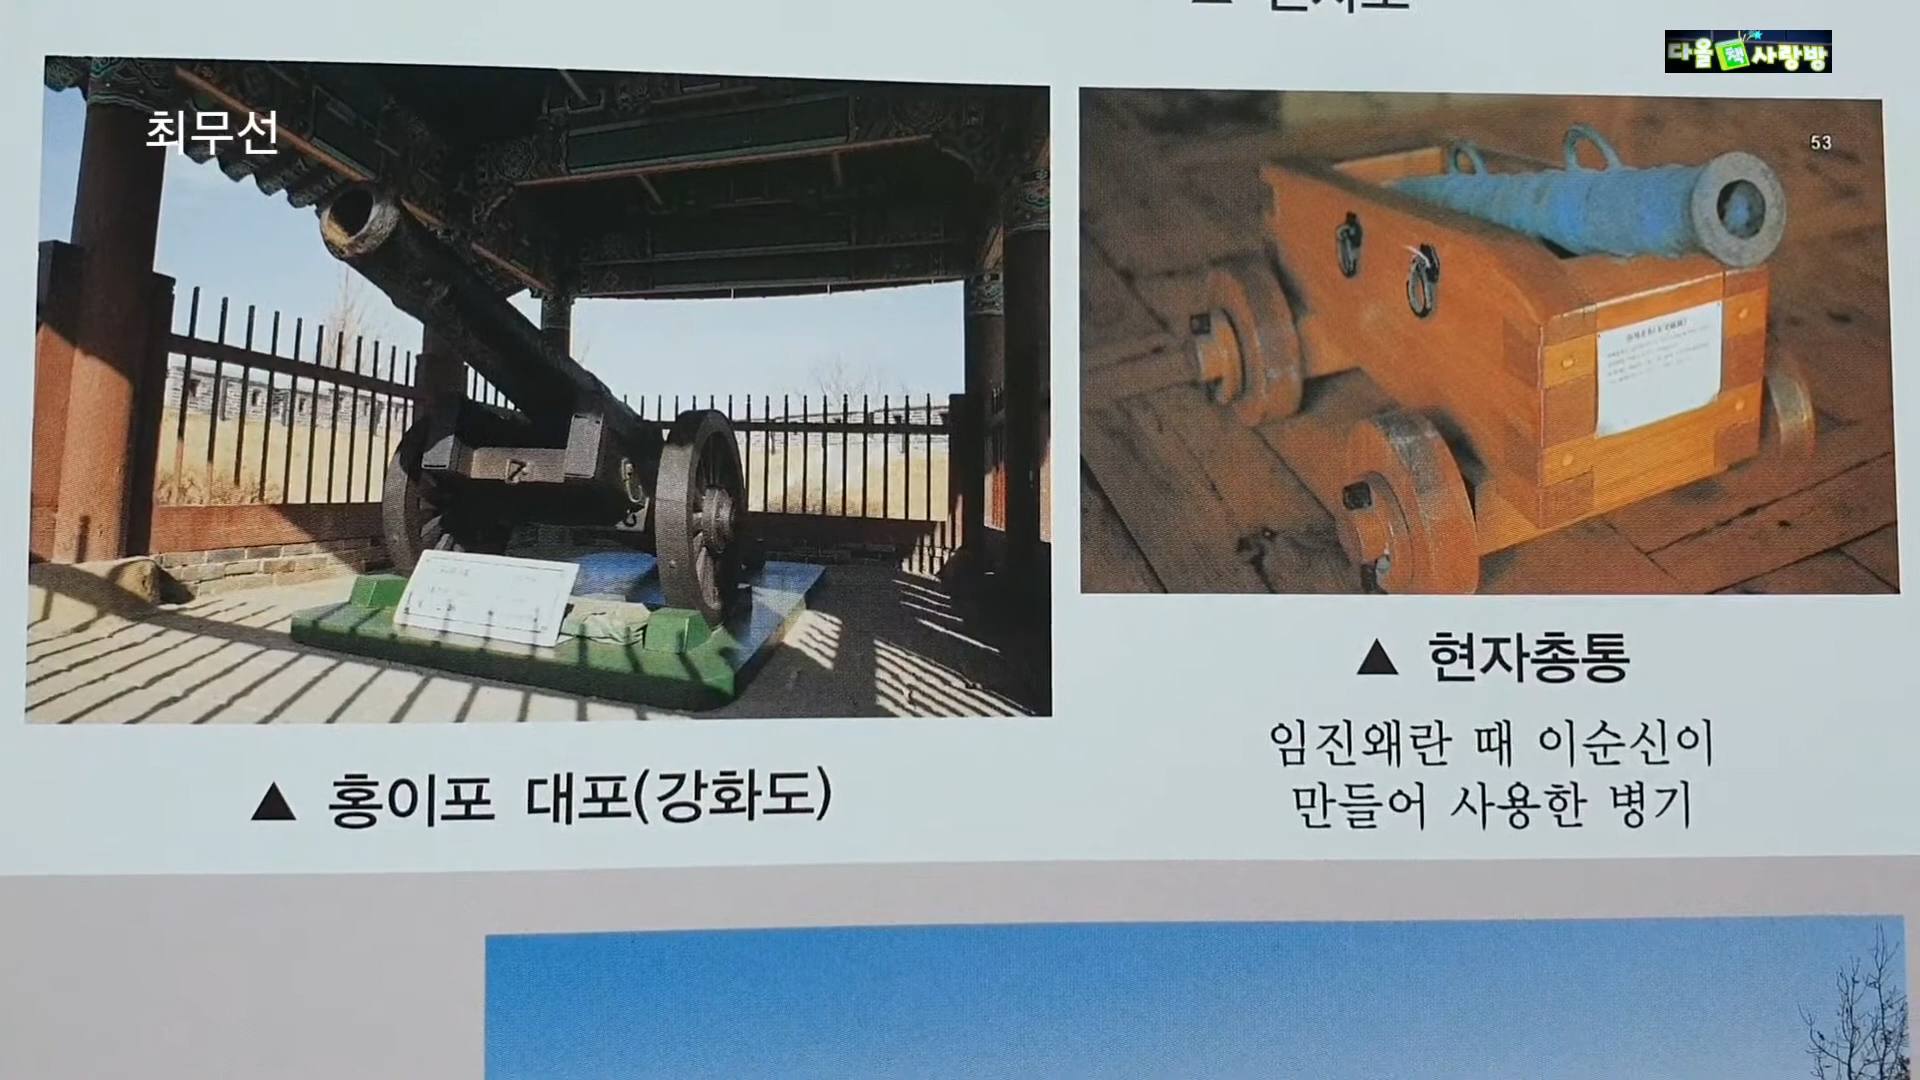 다올 책 사랑방
최무선
53
▲ 현자총통
임진왜란 때 이순신이
만들어 사용한 병기
▲ 홍이포 대포(강화도)